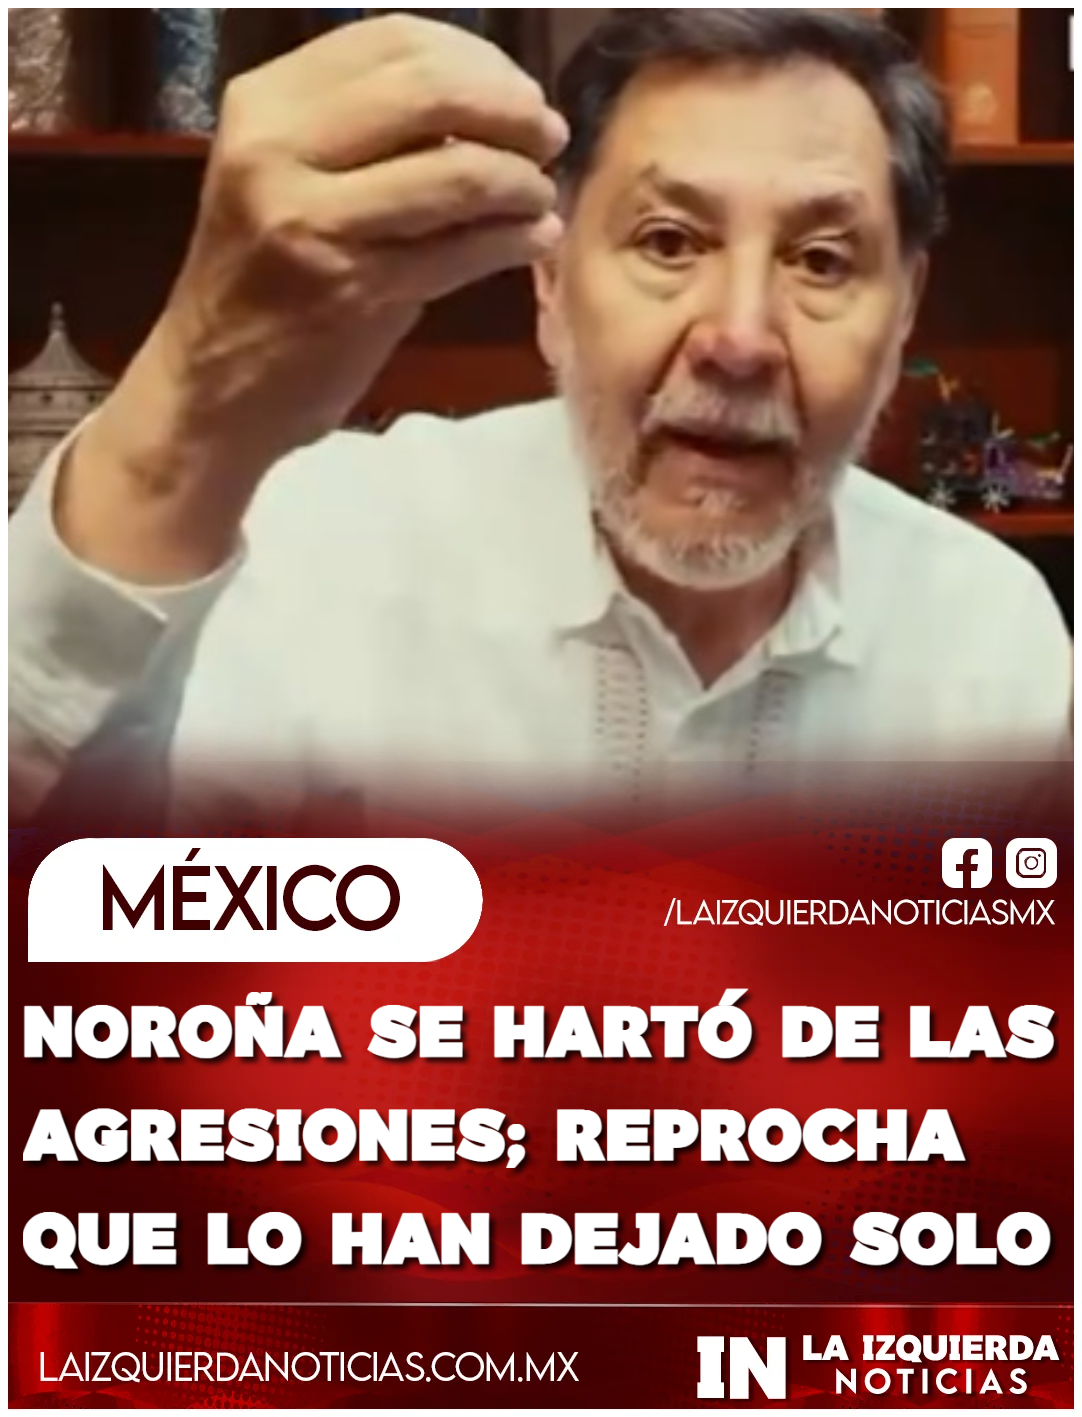 MÉXICO
/LAIZQUIERDANOTICIASMX
NOROÑA SE HARTÓ DE LAS
AGRESIONES; REPROCHA
QUE LO HAN DEJADO SOLO
LAIZQUIERDANOTICIAS.COM.MX
IN LA IZQUIERDA
NOTICIAS